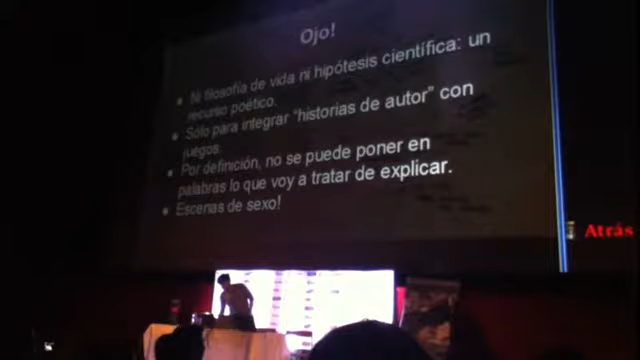 Ojo!
Ni filosofía de vida ni hipótesis científica: un
recurso poético.
Sólo para integrar "historias de autor" con
juegos.
Por definición, no se puede poner en
palabras lo que voy a tratar de explicar.
Escenas de sexo!
Atrás